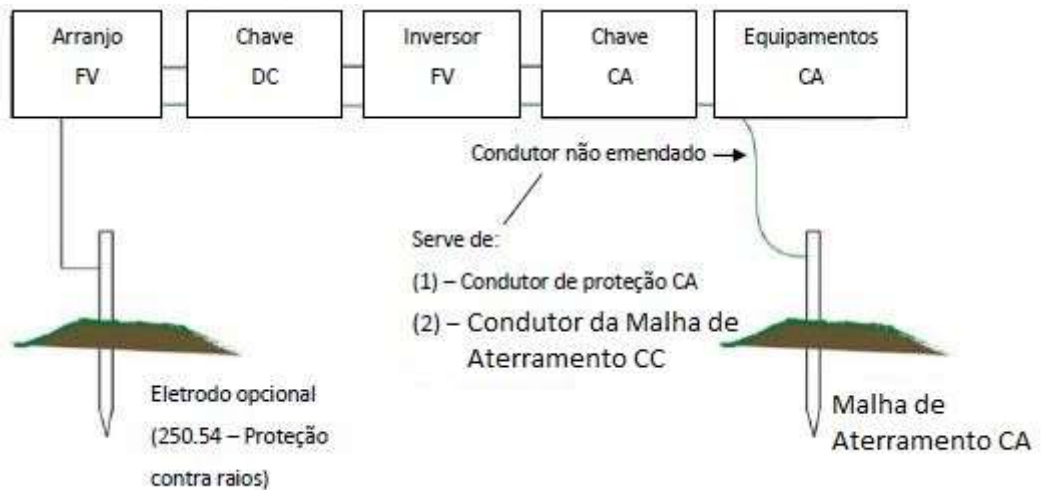 Arranjo
FV
Chave
DC
Inversor
FV
Chave
CA
Equipamentos
CA
Condutor não emendado
Serve de:
(1) – Condutor de proteção CA
(2) – Condutor da Malha de
Aterramento CC
Eletrodo opcional
(250.54 – Proteção
contra raios)
Malha de
Aterramento CA